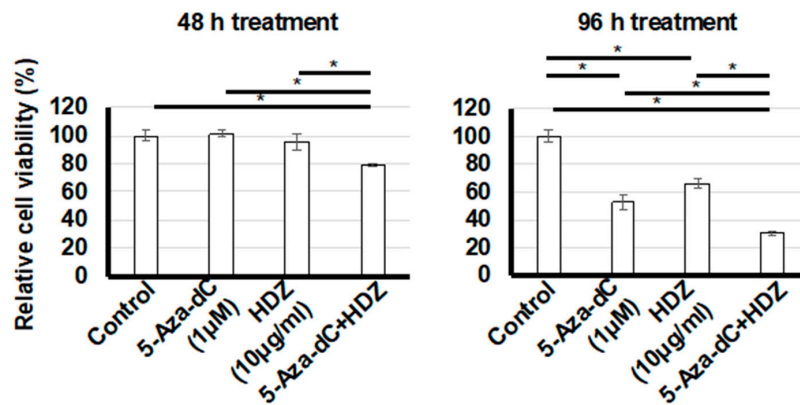 48 h treatment
*
*
*
Relative cell viability (%)
120
100
80
60
40
20
0
Control
5-Aza-dC
(1μM)
HDZ
(10μg/ml)
5-Aza-dC+HDZ
96 h treatment
*
*
*
*
*
120
100
80
60
40
20
0
Control
5-Aza-dC
(1μM)
HDZ
(10μg/ml)
5-Aza-dC+HDZ